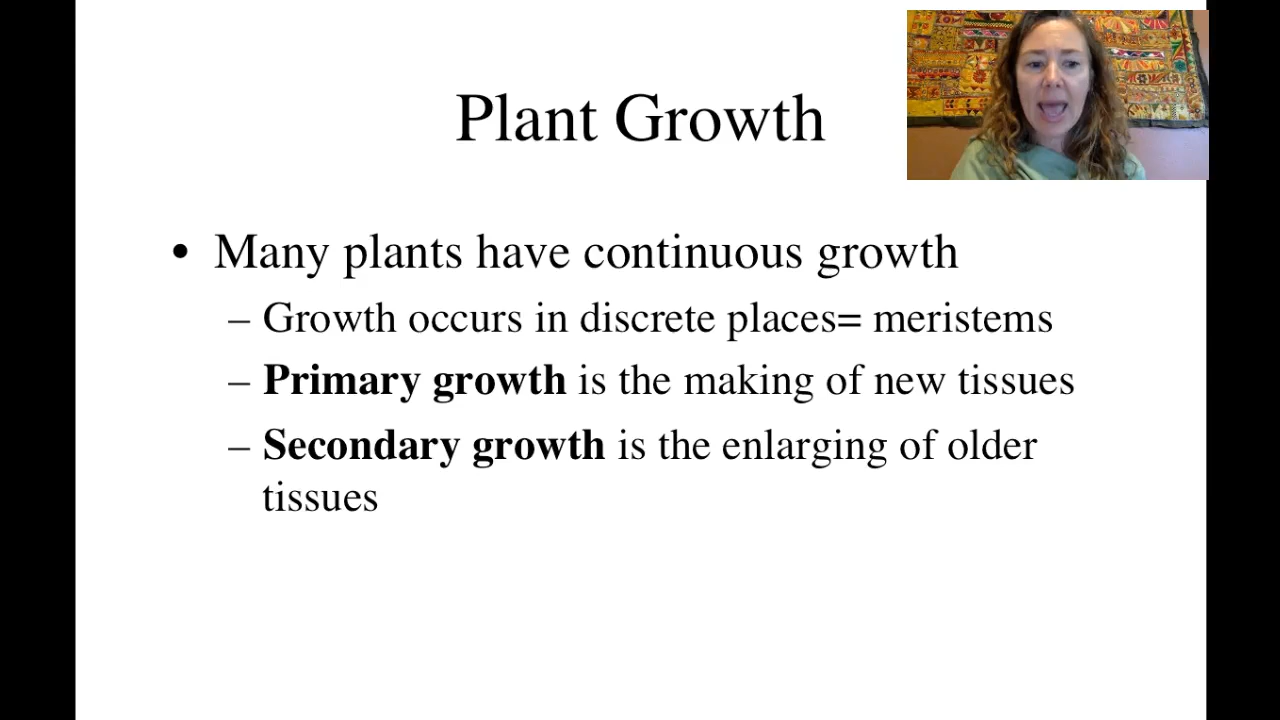 Plant Growth
• Many plants have continuous growth
– Growth occurs in discrete places= meristems
– Primary growth is the making of new tissues
– Secondary growth is the enlarging of older
tissues